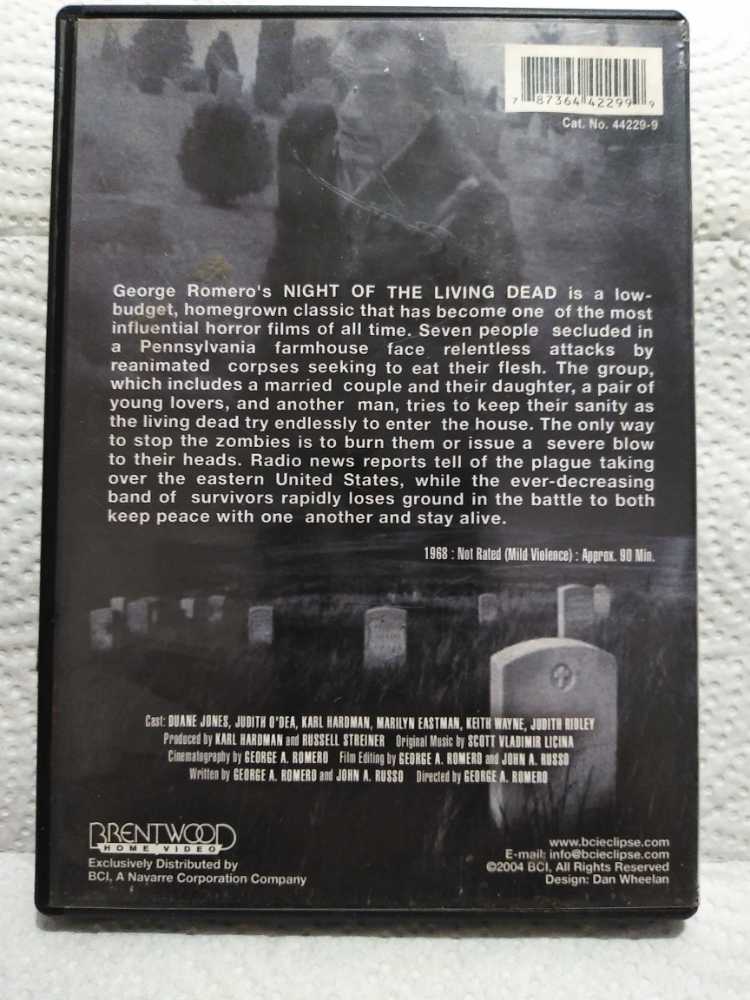 7 87364 42299 9
Cat. No. 44229-9
George Romero's NIGHT OF THE LIVING DEAD is a low-
budget, homegrown classic that has become one of the most
influential horror films of all time. Seven people secluded in
a Pennsylvania farmhouse face relentless attacks by
reanimated corpses seeking to eat their flesh. The group,
which includes a married couple and their daughter, a pair of
young lovers, and another man, tries to keep their sanity as
the living dead try endlessly to enter the house. The only way
to stop the zombies is to burn them or issue a severe blow
to their heads. Radio news reports tell of the plague taking
over the eastern United States, while the ever-decreasing
band of survivors rapidly loses ground in the battle to both
keep peace with one another and stay alive.
1968 : Not Rated (Mild Violence) : Approx. 90 Min.
Cast: DUANE JONES, JUDITH O'DEA, KARL HARDMAN, MARILYN EASTMAN, KEITH WAYNE, JUDITH RIDLEY
Produced by KARL HARDMAN and RUSSELL STREINER Original Music by SCOTT VLADIMIR LICINA
Cinematography by GEORGE A. ROMERO Film Editing by GEORGE A. ROMERO and JOHN A. RUSSO
Written by GEORGE A. ROMERO and JOHN A. RUSSO Directed by GEORGE A. ROMERO
BRENTWOOD
HOME VIDEO
Exclusively Distributed by
BCI, A Navarre Corporation Company
www.bcieclipse.com
E-mail: info@bcieclipse.com
©2004 BCI, All Rights Reserved
Design: Dan Wheelan